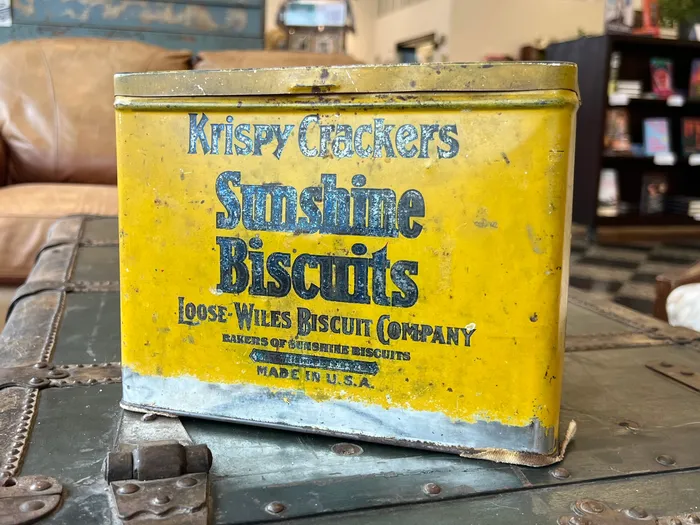 Krispy Crackers
Sunshine
Biscuits
Loose-Wiles Biscuit Company
BAKERS OF SUNSHINE BISCUITS
MADE IN U.S.A.